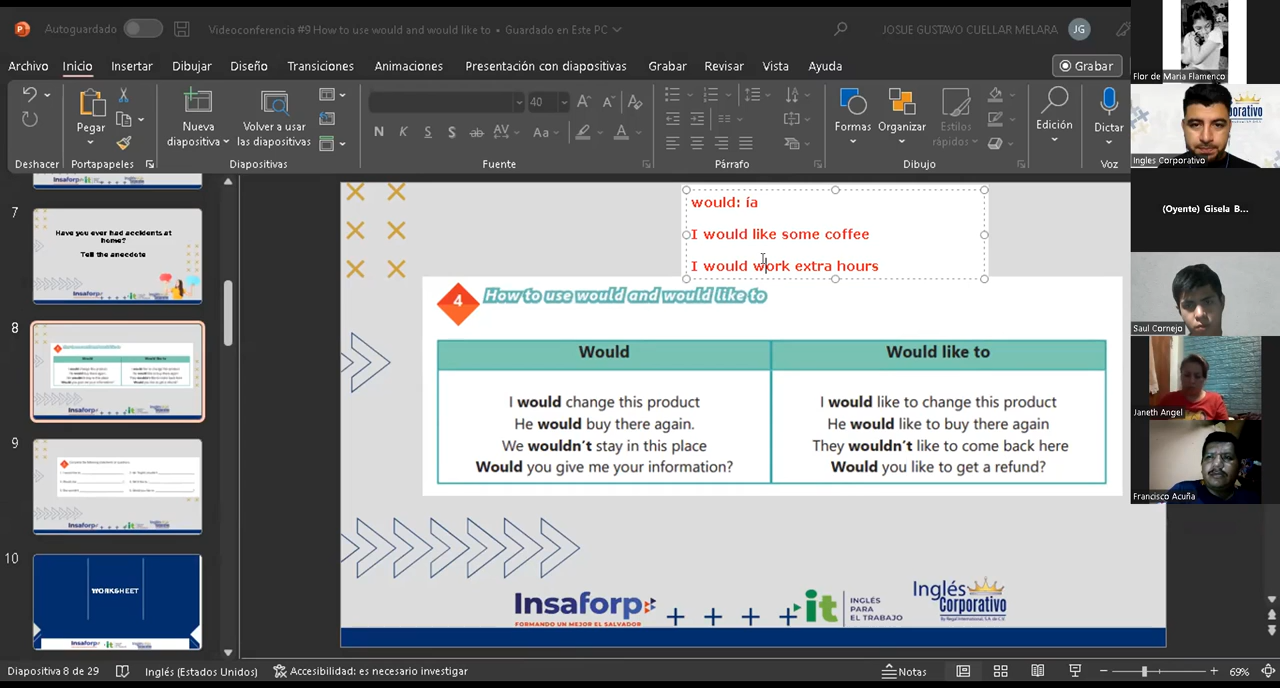 Autoguardado
Videoconferencia #9 How to use would and would like to • Guardado en Este PC
JOSUE GUSTAVO CUELLAR MELARA
JG
Archivo Inicio Insertar Dibujar Diseño Transiciones Animaciones Presentación con diapositivas Grabar Revisar Vista Ayuda
Grabar
40
Pegar
Nueva diapositiva
Volver a usar las diapositivas
Formas
Organizar
Estilos rápidos
Edición
Dictar
Deshacer Portapapeles Diapositivas Fuente Párrafo Dibujo Voz
7
Have you ever had accidents at home?
Tell the anecdote
8
9
10
WORKSHEET
would: ía
I would like some coffee
I would work extra hours
4
How to use would and would like to
Would
Would like to
I would change this product
He would buy there again.
We wouldn't stay in this place
Would you give me your information?
I would like to change this product
He would like to buy there again
They wouldn't like to come back here
Would you like to get a refund?
Insaforp
FORMANDO UN MEJOR EL SALVADOR
it
INGLÉS
PARA
EL TRABAJO
Inglés
Corporativo
Flor de Maria Flamenco
Ingles Corporativo
(Oyente) Gisela B...
Saul Cornejo
Janeth Angel
Francisco Acuña
Diapositiva 8 de 29
Inglés (Estados Unidos)
Accesibilidad: es necesario investigar
Notas
69%